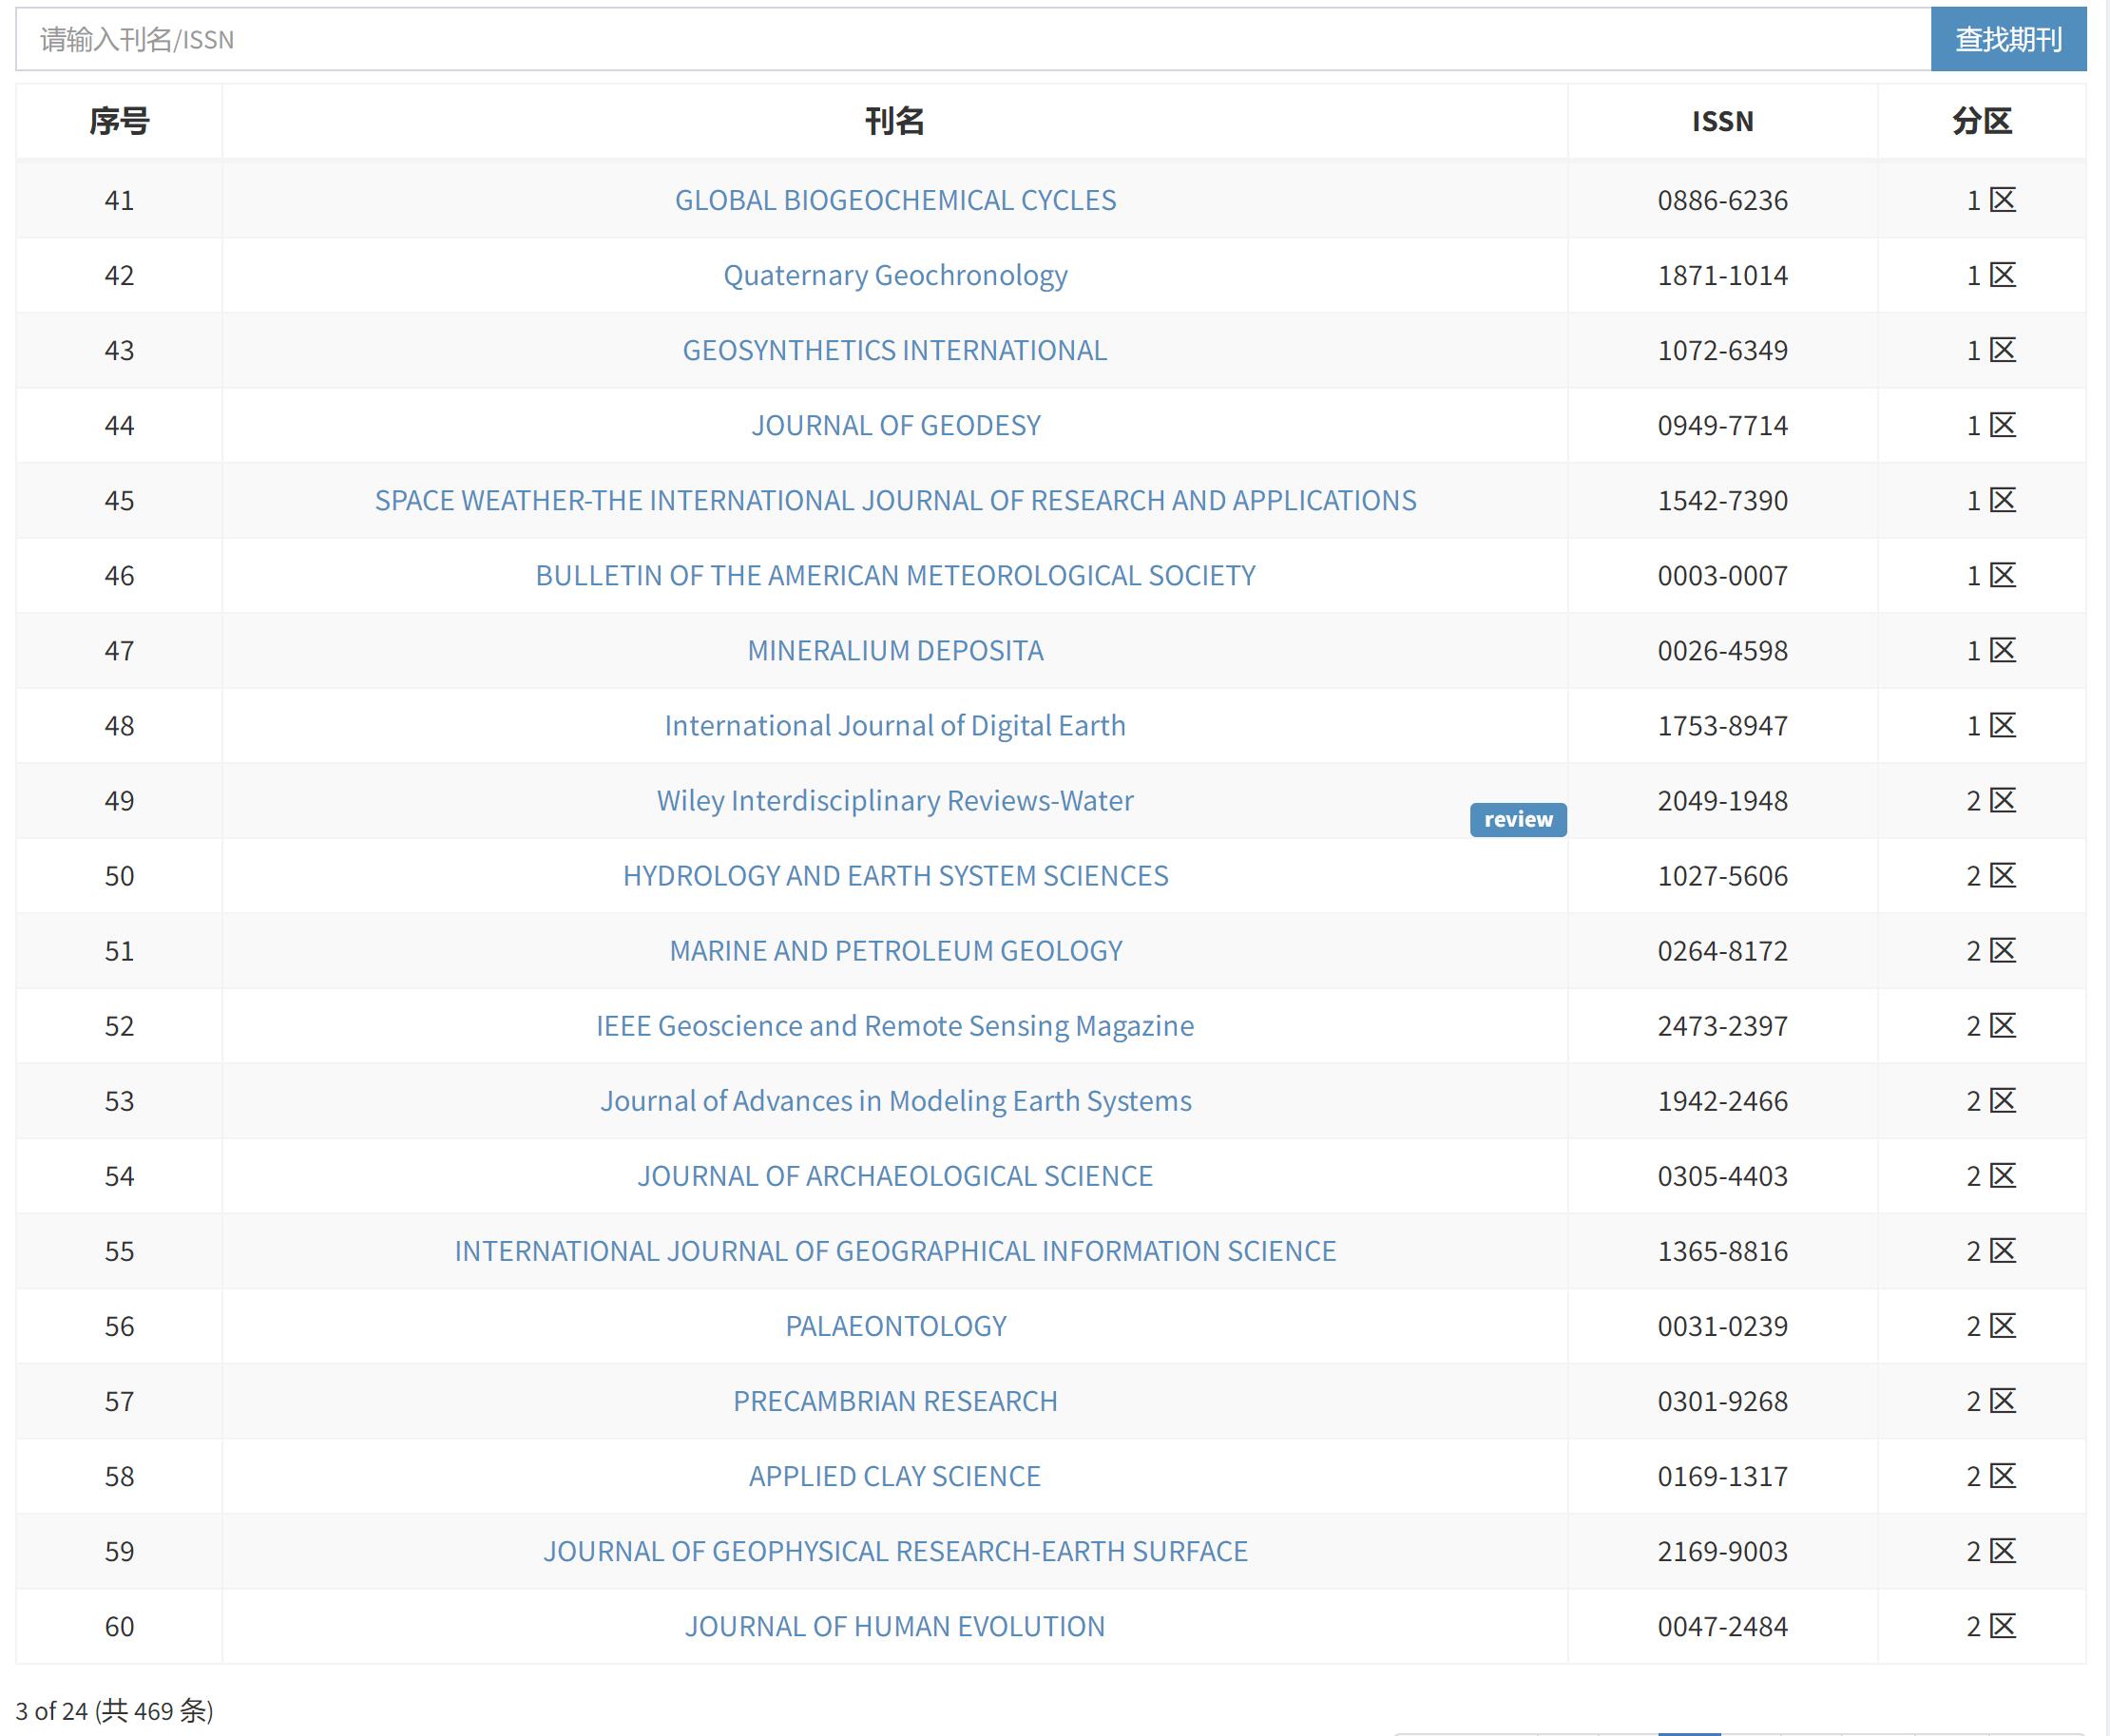 请输入刊名/ISSN 查找期刊
序号 刊名 ISSN 分区
41 GLOBAL BIOGEOCHEMICAL CYCLES 0886-6236 1 区
42 Quaternary Geochronology 1871-1014 1 区
43 GEOSYNTHETICS INTERNATIONAL 1072-6349 1 区
44 JOURNAL OF GEODESY 0949-7714 1 区
45 SPACE WEATHER-THE INTERNATIONAL JOURNAL OF RESEARCH AND APPLICATIONS 1542-7390 1 区
46 BULLETIN OF THE AMERICAN METEOROLOGICAL SOCIETY 0003-0007 1 区
47 MINERALIUM DEPOSITA 0026-4598 1 区
48 International Journal of Digital Earth 1753-8947 1 区
49 Wiley Interdisciplinary Reviews-Water review 2049-1948 2 区
50 HYDROLOGY AND EARTH SYSTEM SCIENCES 1027-5606 2 区
51 MARINE AND PETROLEUM GEOLOGY 0264-8172 2 区
52 IEEE Geoscience and Remote Sensing Magazine 2473-2397 2 区
53 Journal of Advances in Modeling Earth Systems 1942-2466 2 区
54 JOURNAL OF ARCHAEOLOGICAL SCIENCE 0305-4403 2 区
55 INTERNATIONAL JOURNAL OF GEOGRAPHICAL INFORMATION SCIENCE 1365-8816 2 区
56 PALAEONTOLOGY 0031-0239 2 区
57 PRECAMBRIAN RESEARCH 0301-9268 2 区
58 APPLIED CLAY SCIENCE 0169-1317 2 区
59 JOURNAL OF GEOPHYSICAL RESEARCH-EARTH SURFACE 2169-9003 2 区
60 JOURNAL OF HUMAN EVOLUTION 0047-2484 2 区
3 of 24 (共 469 条)